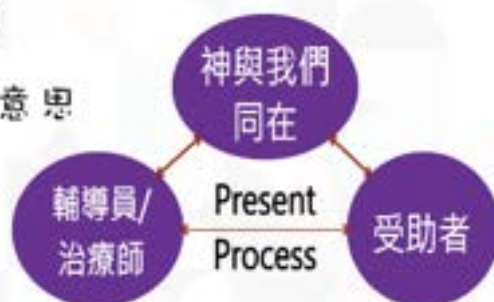 神與我們
同在
意思
輔導員/
治療師
Present
Process
受助者